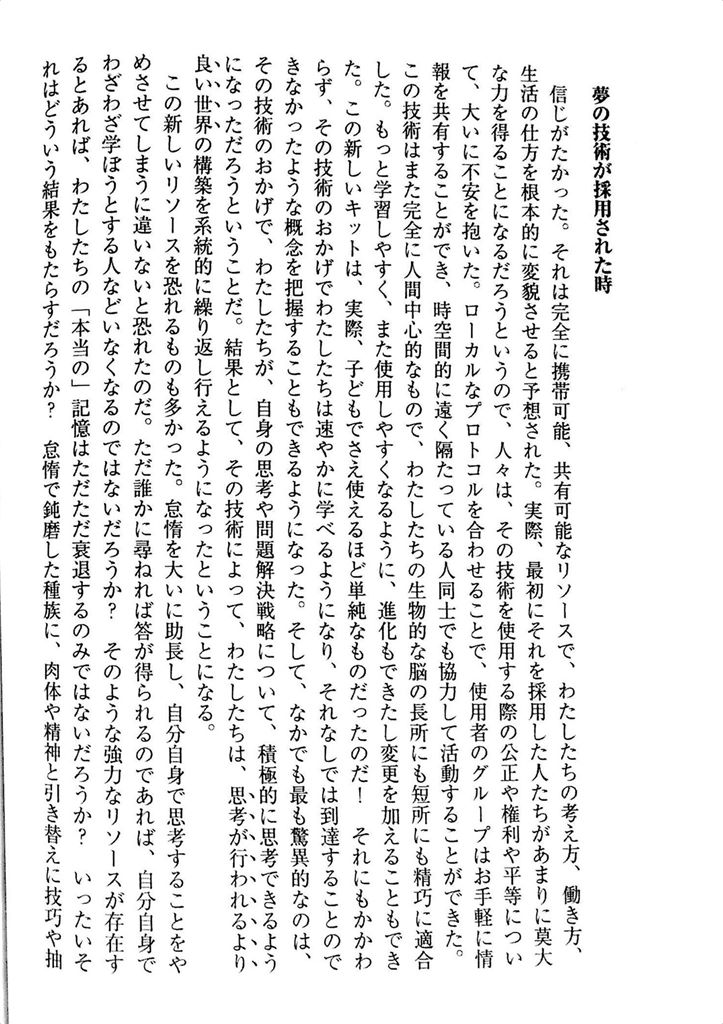 夢の技術が採用された時
信じがたかった。それは完全に携帯可能、共有可能なリソースで、わたしたちの考え方、働き方、
生活の仕方を根本的に変貌させると予想された。実際、最初にそれを採用した人たちがあまりに莫大
な力を得ることになるだろうというので、人々は、その技術を使用する際の公正や権利や平等につい
て、大いに不安を抱いた。ローカルなプロトコルを合わせることで、使用者のグループはお手軽に情
報を共有することができ、時空間的に遠く隔たっている人同士でも協力して活動することができた。
この技術はまた完全に人間中心的なもので、わたしたちの生物的な脳の長所にも短所にも精巧に適合
した。もっと学習しやすく、また使用しやすくなるように、進化もできたし変更を加えることもでき
た。この新しいキットは、実際、子どもでさえ使えるほど単純なものだったのだ！　それにもかかわ
らず、その技術のおかげでわたしたちは速やかに学べるようになり、それなしでは到達することので
きなかったような概念を把握することもできるようになった。そして、なかでも最も驚異的なのは、
その技術のおかげで、わたしたちが、自身の思考や問題解決戦略について、積極的に思考できるよう
になっただろうということだ。結果として、その技術によって、わたしたちは、思考が行われるより
良い世界の構築を系統的に繰り返し行えるようになったということになる。
この新しいリソースを恐れるものも多かった。怠惰を大いに助長し、自分自身で思考することをや
めさせてしまうに違いないと恐れたのだ。ただ誰かに尋ねれば答が得られるのであれば、自分自身で
わざわざ学ぼうとする人などいなくなるのではないだろうか？　そのような強力なリソースが存在す
るとあれば、わたしたちの「本当の」記憶はただただ衰退するのみではないだろうか？　いったいそ
れはどういう結果をもたらすだろうか？　怠惰で鈍磨した種族に、肉体や精神と引き替えに技巧や抽